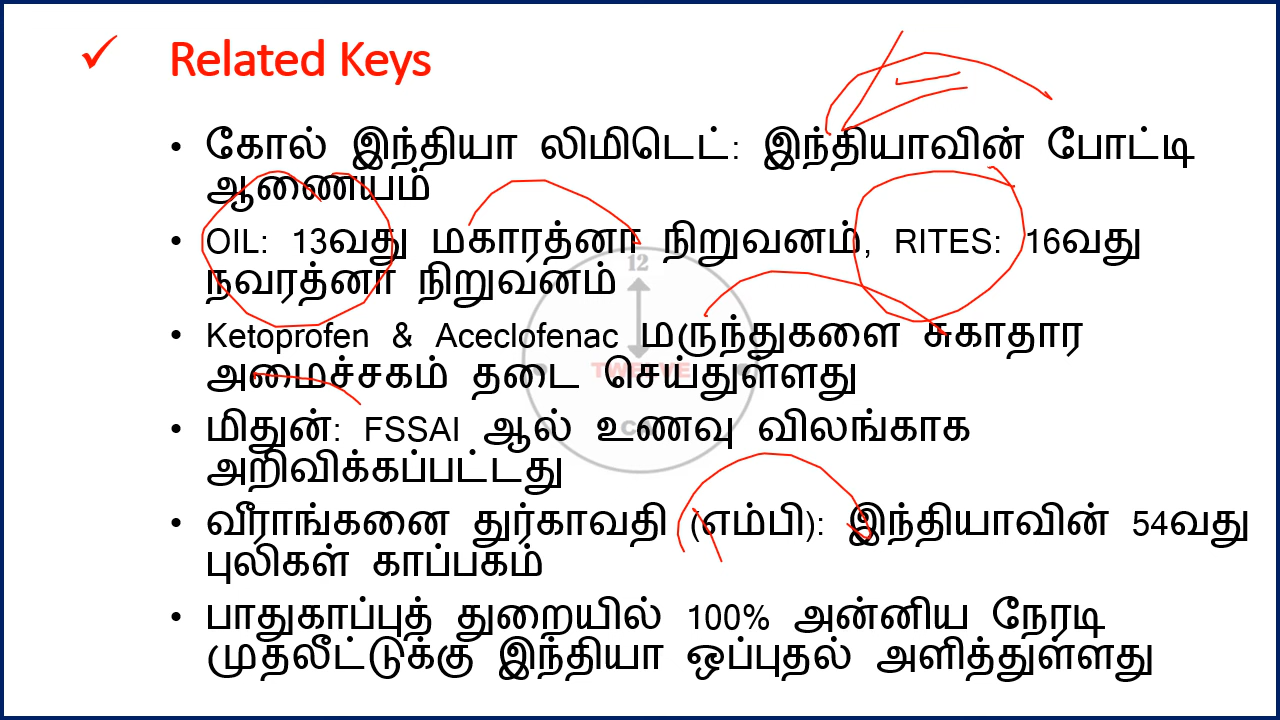 Related Keys
• கோல் இந்தியா லிமிடெட்: இந்தியாவின் போட்டி
ஆணையம்
• OIL: 13வது மகாரத்னா நிறுவனம், RITES: 16வது
நவரத்னா நிறுவனம்
• Ketoprofen & Aceclofenac மருந்துகளை சுகாதார
அமைச்சகம் தடை செய்துள்ளது
• மிதுன்: FSSAI ஆல் உணவு விலங்காக
அறிவிக்கப்பட்டது
• வீராங்கனை துர்காவதி (எம்பி): இந்தியாவின் 54வது
புலிகள் காப்பகம்
• பாதுகாப்புத் துறையில் 100% அன்னிய நேரடி
முதலீட்டுக்கு இந்தியா ஒப்புதல் அளித்துள்ளது
12
TWELVE